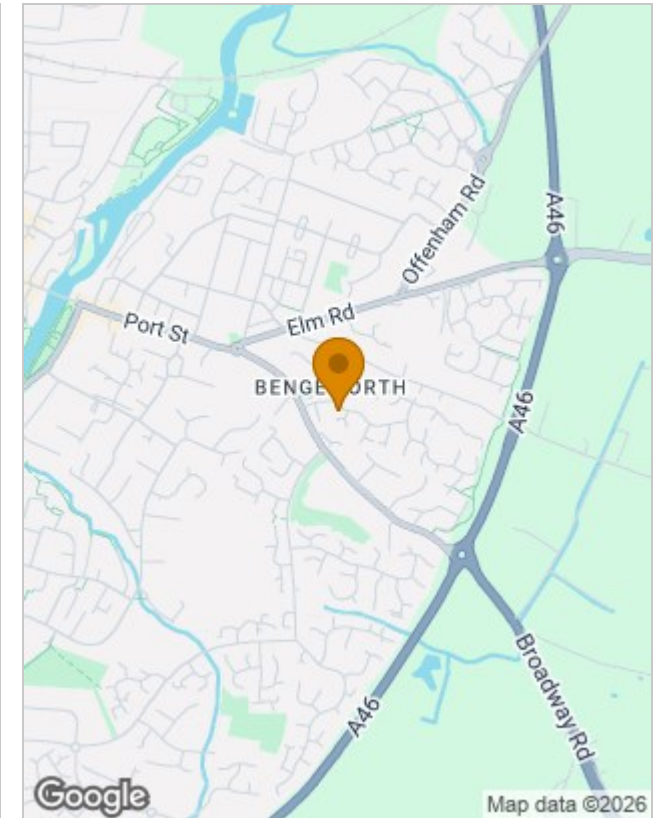 A46
Offenham Rd
Elm Rd
Port St
BENGEWORTH
A46
Broadway Rd
A46
Google
Map data ©2026